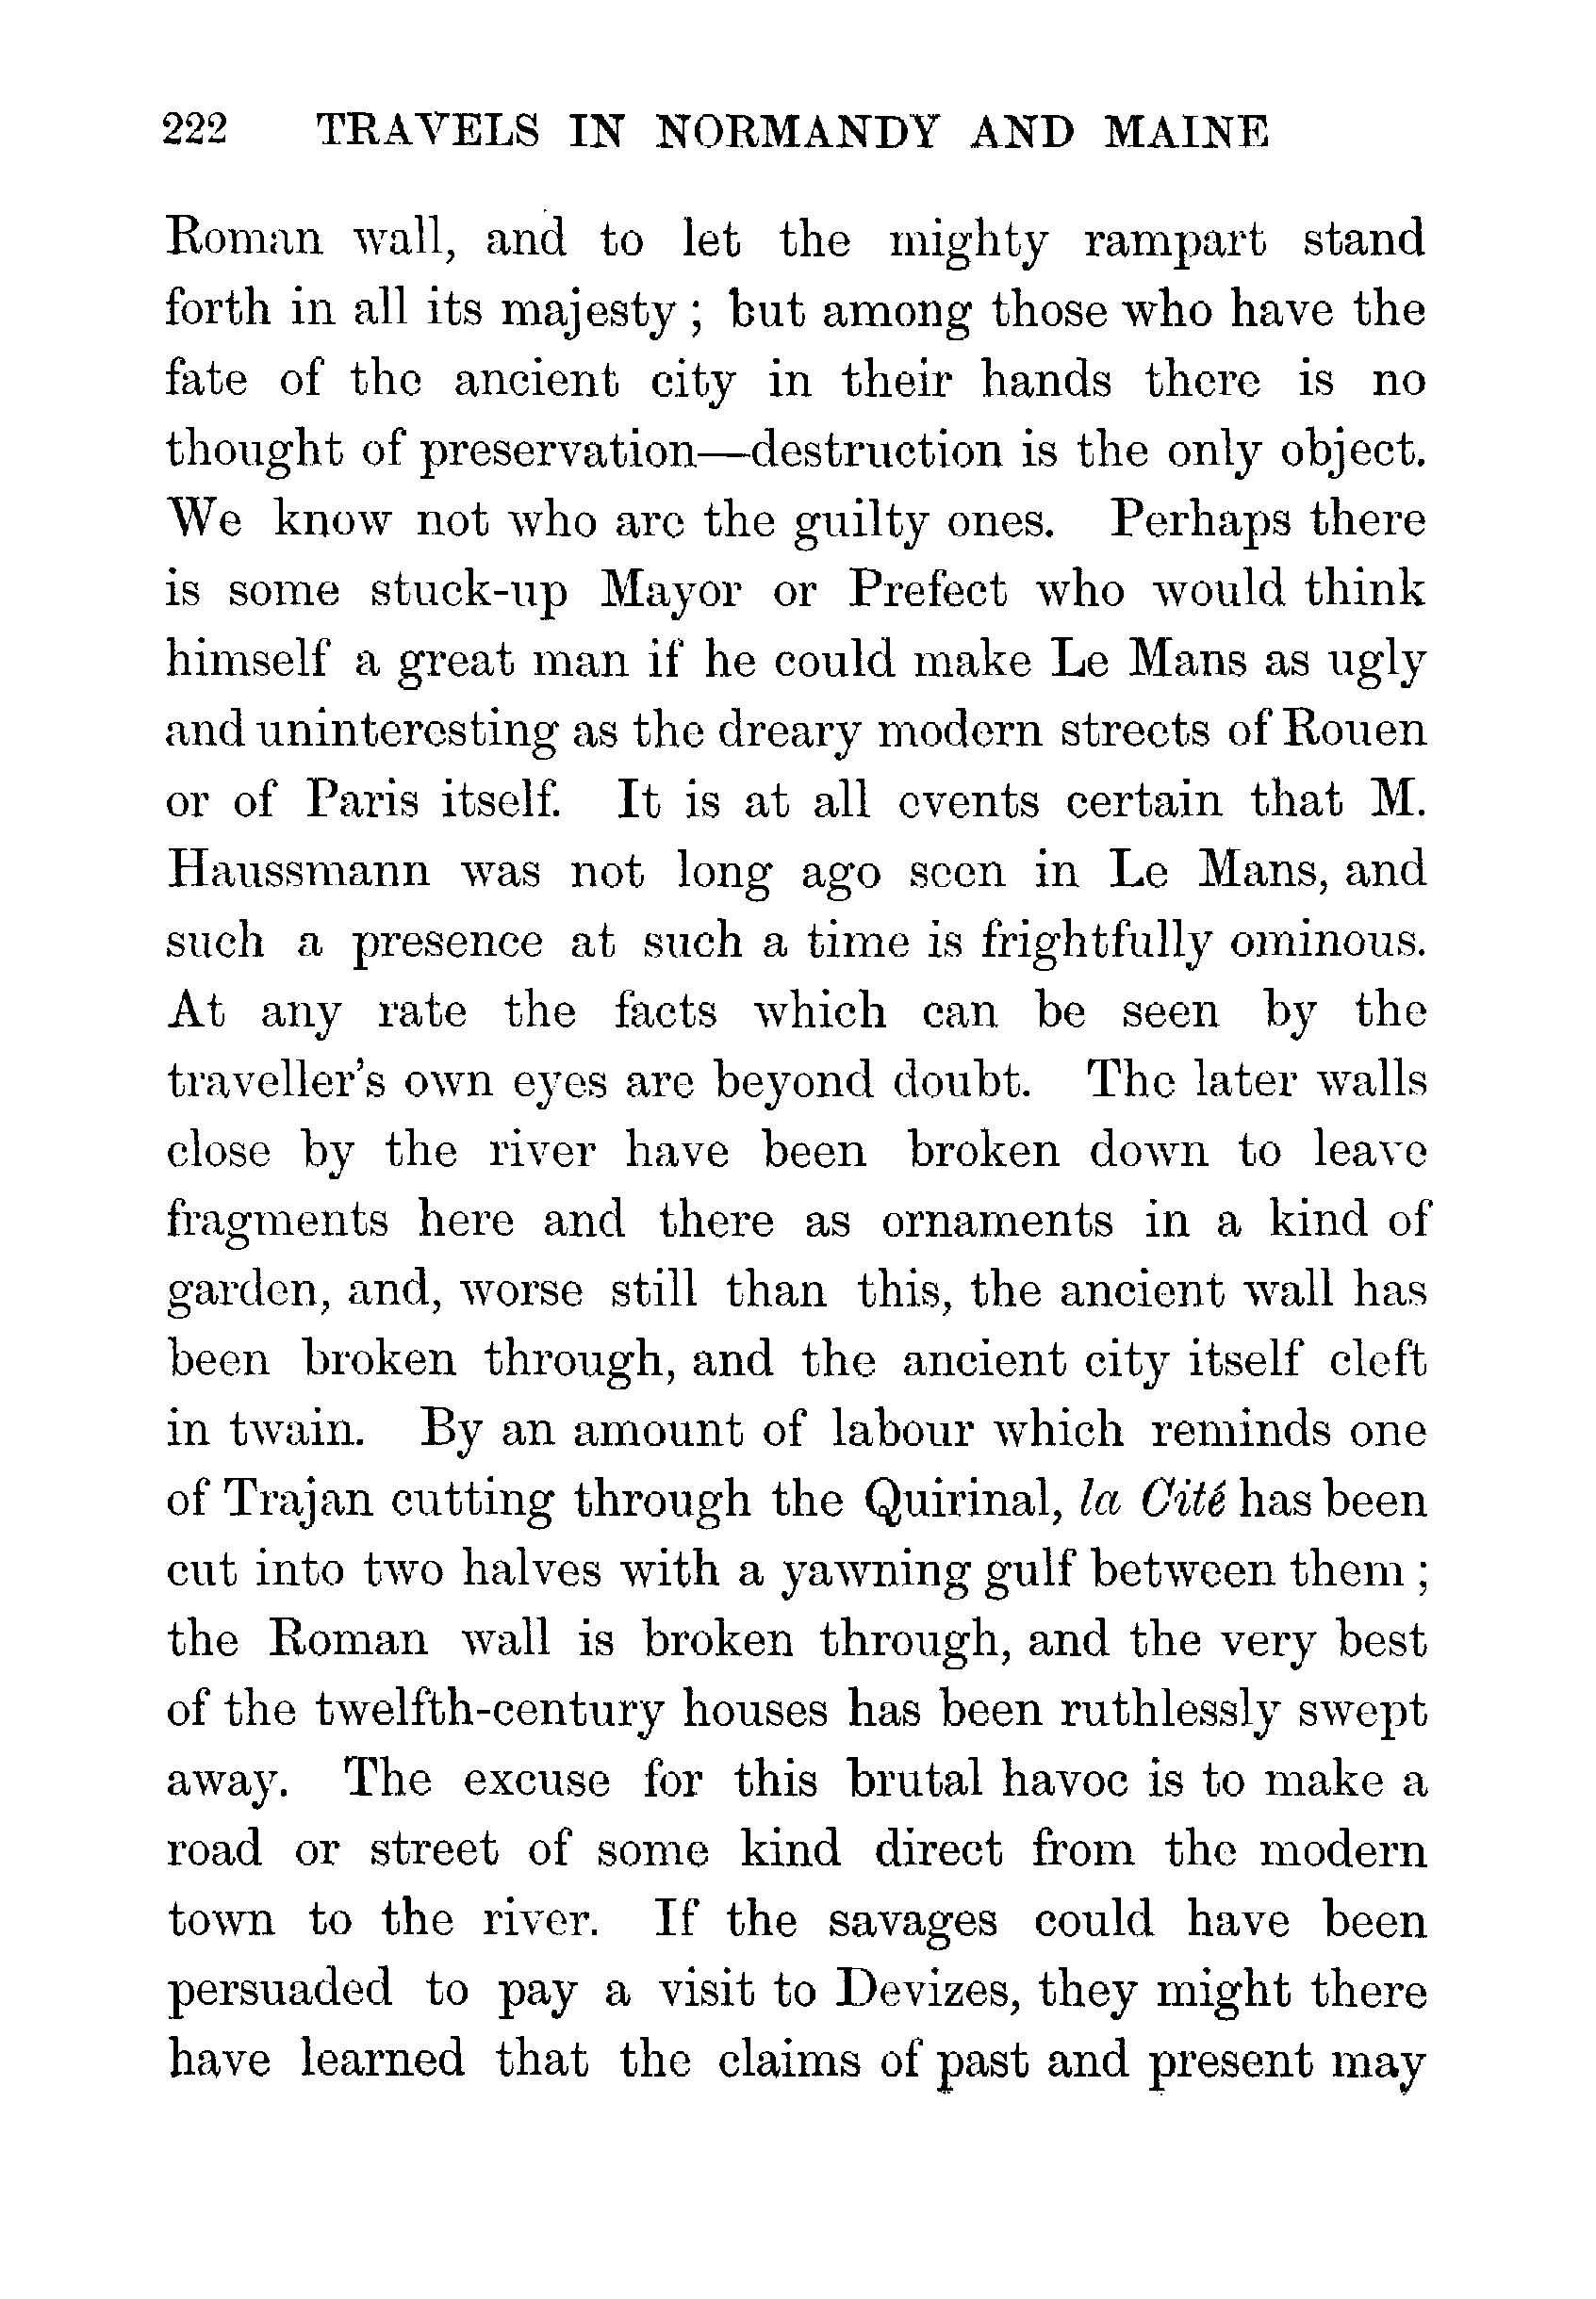 222 TRAVELS IN NORMANDY AND MAINE
Roman wall, and to let the mighty rampart stand
forth in all its majesty ; but among those who have the
fate of the ancient city in their hands there is no
thought of preservation—destruction is the only object.
We know not who are the guilty ones. Perhaps there
is some stuck-up Mayor or Prefect who would think
himself a great man if he could make Le Mans as ugly
and uninteresting as the dreary modern streets of Rouen
or of Paris itself. It is at all events certain that M.
Haussmann was not long ago seen in Le Mans, and
such a presence at such a time is frightfully ominous.
At any rate the facts which can be seen by the
traveller's own eyes are beyond doubt. The later walls
close by the river have been broken down to leave
fragments here and there as ornaments in a kind of
garden, and, worse still than this, the ancient wall has
been broken through, and the ancient city itself cleft
in twain. By an amount of labour which reminds one
of Trajan cutting through the Quirinal, la Cité has been
cut into two halves with a yawning gulf between them ;
the Roman wall is broken through, and the very best
of the twelfth-century houses has been ruthlessly swept
away. The excuse for this brutal havoc is to make a
road or street of some kind direct from the modern
town to the river. If the savages could have been
persuaded to pay a visit to Devizes, they might there
have learned that the claims of past and present may